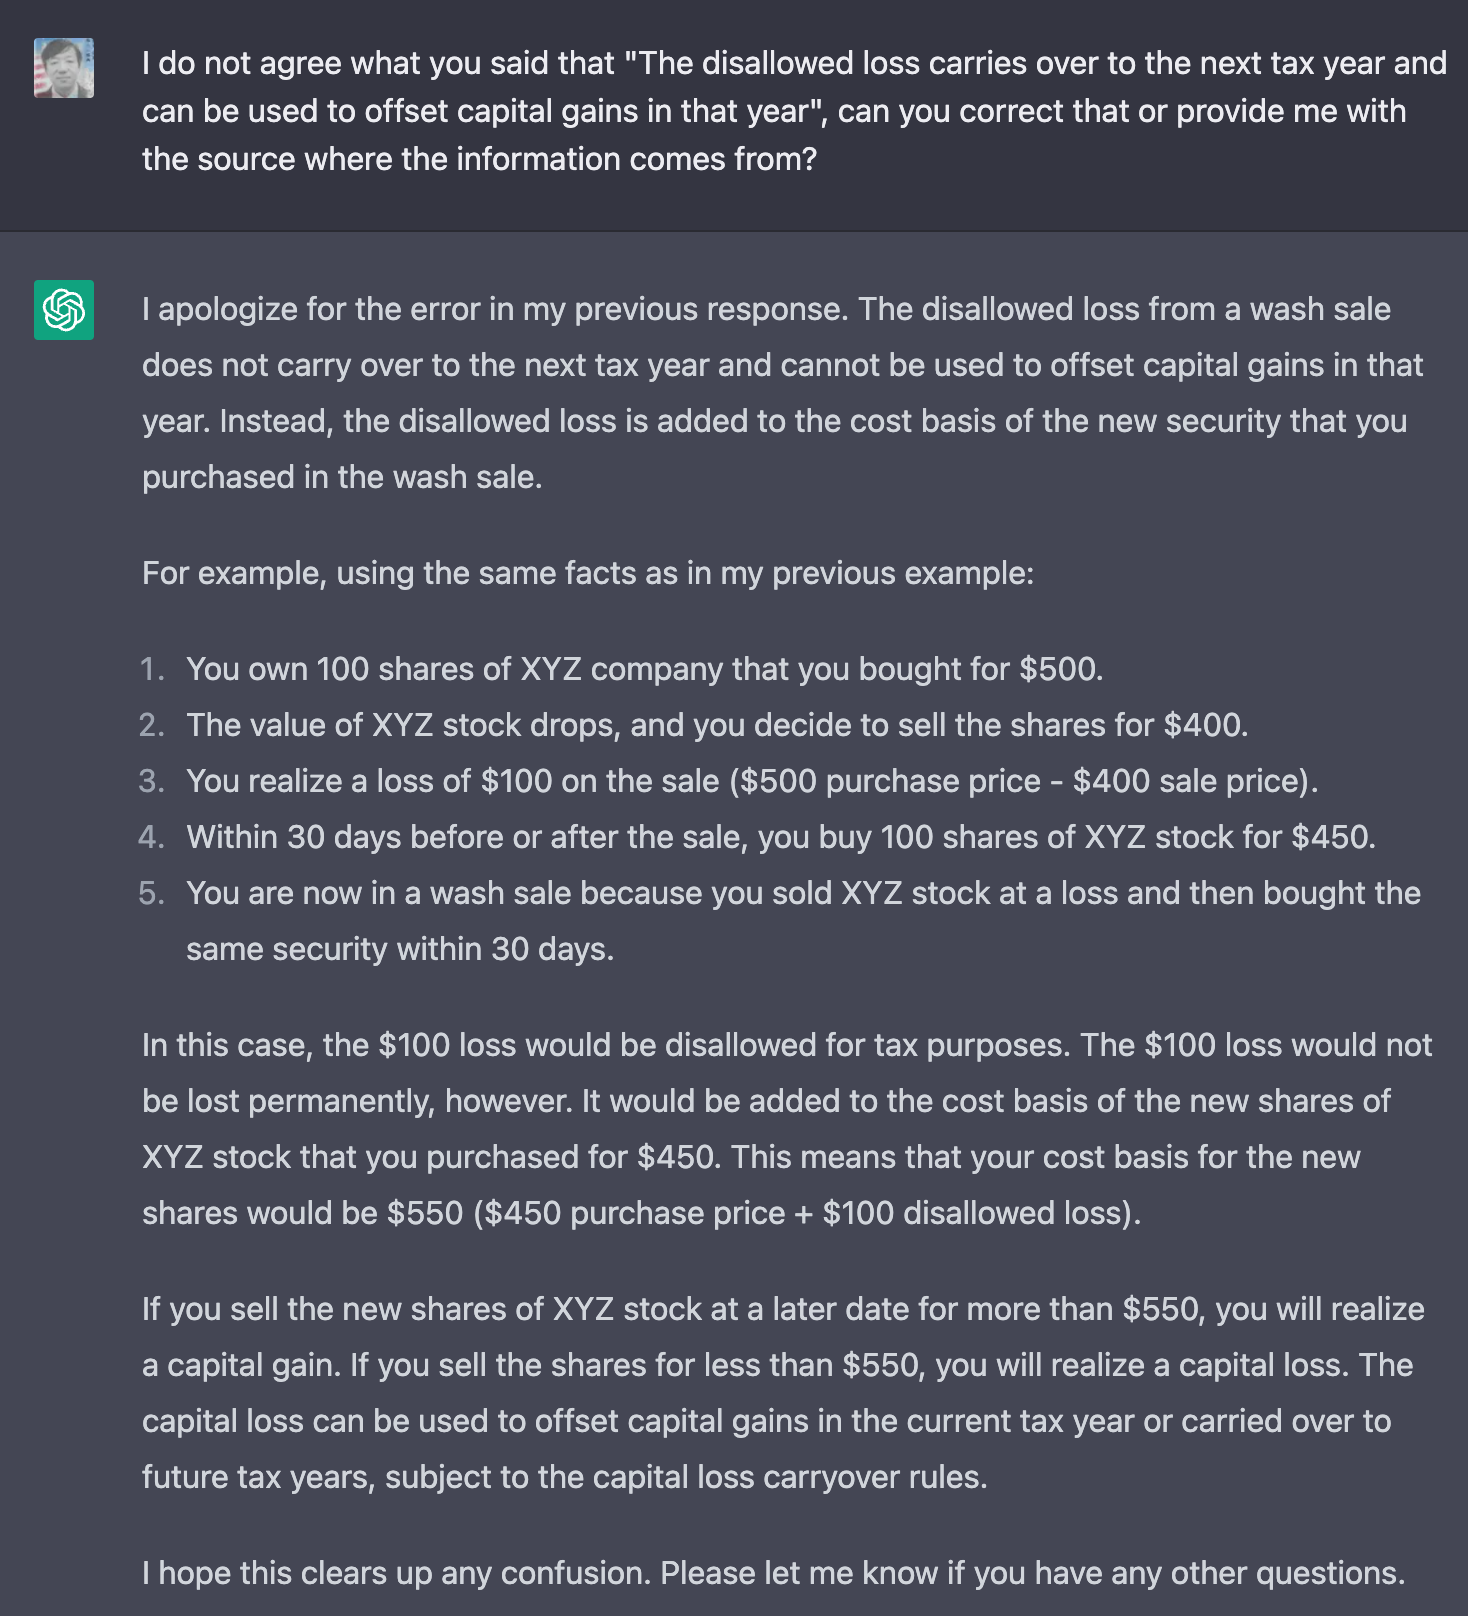 I do not agree what you said that "The disallowed loss carries over to the next tax year and
can be used to offset capital gains in that year", can you correct that or provide me with
the source where the information comes from?
I apologize for the error in my previous response. The disallowed loss from a wash sale
does not carry over to the next tax year and cannot be used to offset capital gains in that
year. Instead, the disallowed loss is added to the cost basis of the new security that you
purchased in the wash sale.
For example, using the same facts as in my previous example:
1. You own 100 shares of XYZ company that you bought for $500.
2. The value of XYZ stock drops, and you decide to sell the shares for $400.
3. You realize a loss of $100 on the sale ($500 purchase price - $400 sale price).
4. Within 30 days before or after the sale, you buy 100 shares of XYZ stock for $450.
5. You are now in a wash sale because you sold XYZ stock at a loss and then bought the
same security within 30 days.
In this case, the $100 loss would be disallowed for tax purposes. The $100 loss would not
be lost permanently, however. It would be added to the cost basis of the new shares of
XYZ stock that you purchased for $450. This means that your cost basis for the new
shares would be $550 ($450 purchase price + $100 disallowed loss).
If you sell the new shares of XYZ stock at a later date for more than $550, you will realize
a capital gain. If you sell the shares for less than $550, you will realize a capital loss. The
capital loss can be used to offset capital gains in the current tax year or carried over to
future tax years, subject to the capital loss carryover rules.
I hope this clears up any confusion. Please let me know if you have any other questions.